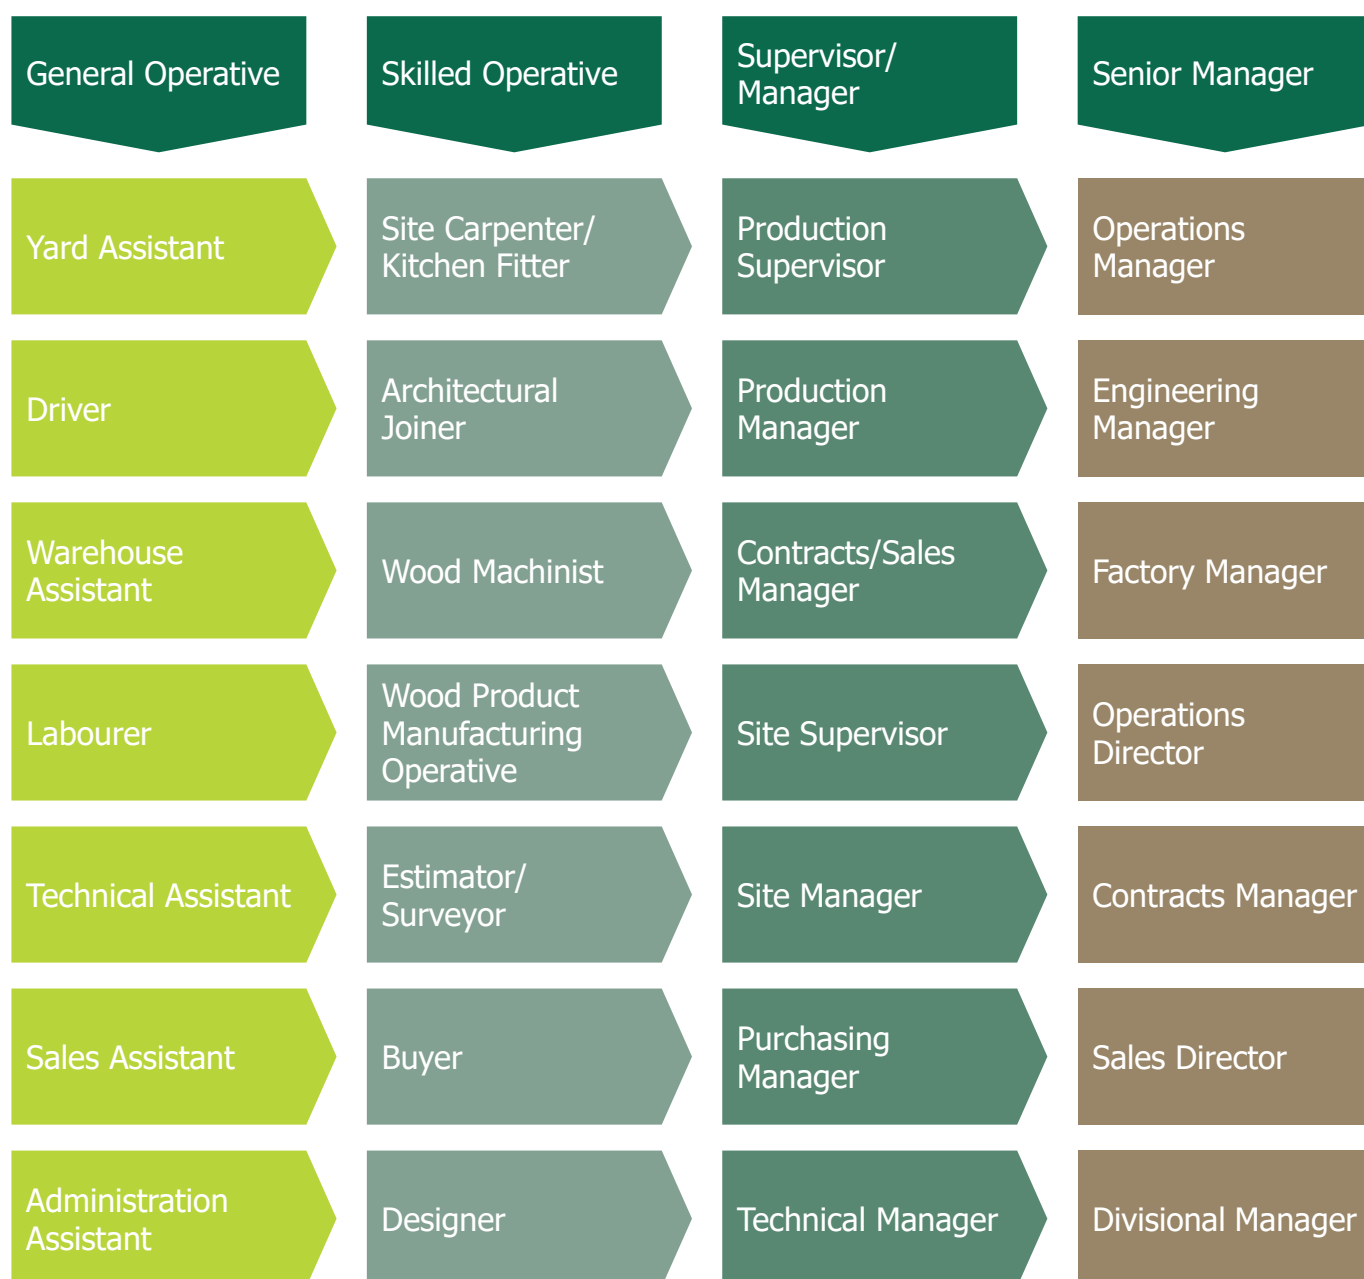 General Operative
Skilled Operative
Supervisor/
Manager
Senior Manager
Yard Assistant
Site Carpenter/
Kitchen Fitter
Production
Supervisor
Operations
Manager
Driver
Architectural
Joiner
Production
Manager
Engineering
Manager
Warehouse
Assistant
Wood Machinist
Contracts/Sales
Manager
Factory Manager
Labourer
Wood Product
Manufacturing
Operative
Site Supervisor
Operations
Director
Technical Assistant
Estimator/
Surveyor
Site Manager
Contracts Manager
Sales Assistant
Buyer
Purchasing
Manager
Sales Director
Administration
Assistant
Designer
Technical Manager
Divisional Manager